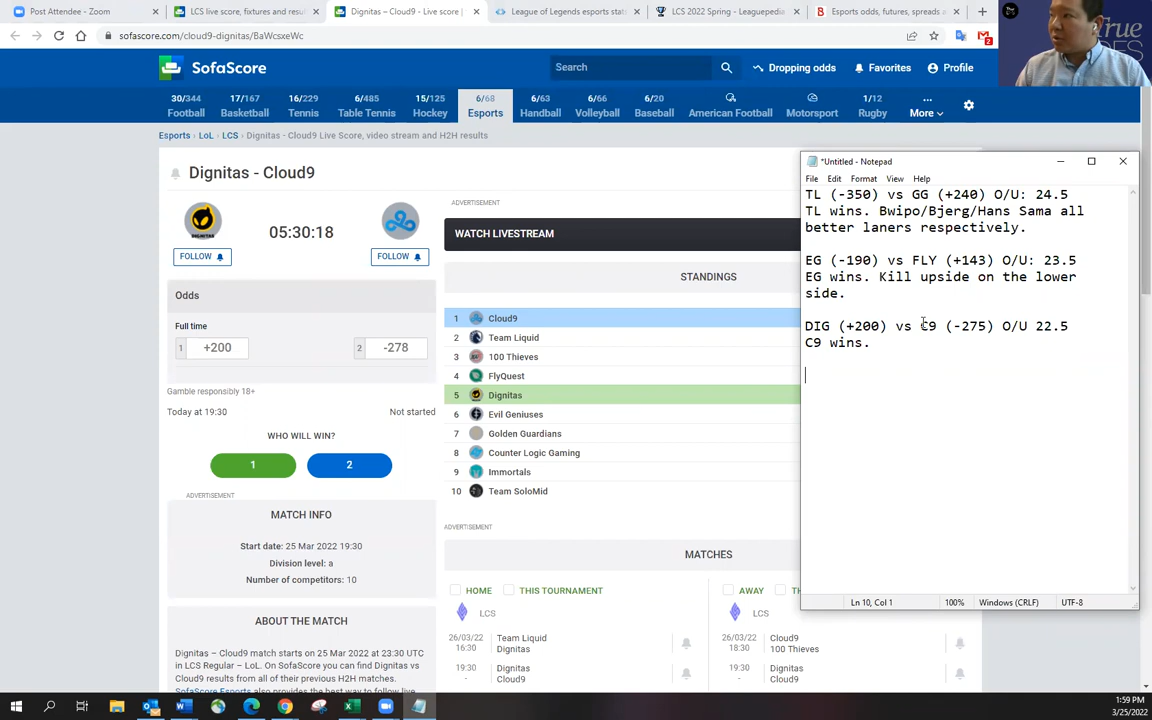 Post Attendee - Zoom
LCS live score, fixtures and resu
Dignitas – Cloud9 - Live score |
League of Legends esports stats
LCS 2022 Spring - Leaguepedia
Esports odds, futures, spreads a
sofascore.com/cloud9-dignitas/BaWcsxeWc
2
True
SofaScore
Search
Dropping odds
Favorites
Profile
30/344
17/167
16/229
6/485
15/125
6/68
6/63
6/66
6/20
1/12
...
Football
Basketball
Tennis
Table Tennis
Hockey
Esports
Handball
Volleyball
Baseball
American Football
Motorsport
Rugby
More
Esports
LoL
LCS
Dignitas - Cloud9 Live Score, video stream and H2H results
Dignitas - Cloud9
05:30:18
FOLLOW
FOLLOW
Odds
Full time
1 +200
2 -278
Gamble responsibly 18+
Today at 19:30
Not started
WHO WILL WIN?
1
2
ADVERTISEMENT
MATCH INFO
Start date: 25 Mar 2022 19:30
Division level: a
Number of competitors: 10
ABOUT THE MATCH
Dignitas – Cloud9 match starts on 25 Mar 2022 at 23:30 UTC
in LCS Regular – LoL. On SofaScore you can find Dignitas vs
Cloud9 results from all of their previous H2H matches.
SofaScore Esports also provides the best way to follow live
ADVERTISEMENT
WATCH LIVESTREAM
STANDINGS
1 Cloud9
2 Team Liquid
3 100 Thieves
4 FlyQuest
5 Dignitas
6 Evil Geniuses
7 Golden Guardians
8 Counter Logic Gaming
9 Immortals
10 Team SoloMid
ADVERTISEMENT
MATCHES
HOME
THIS TOURNAMENT
AWAY
LCS
LCS
26/03/22
16:30
Team Liquid
Dignitas
26/03/22
18:30
Cloud9
100 Thieves
19:30
-
Dignitas
Cloud9
19:30
-
Dignitas
Cloud9
*Untitled - Notepad
File Edit Format View Help
TL (-350) vs GG (+240) O/U: 24.5
TL wins. Bwipo/Bjerg/Hans Sama all
better laners respectively.
EG (-190) vs FLY (+143) O/U: 23.5
EG wins. Kill upside on the lower
side.
DIG (+200) vs C9 (-275) O/U 22.5
C9 wins.
Ln 10, Col 1
100%
Windows (CRLF)
UTF-8
1:59 PM
3/25/2022